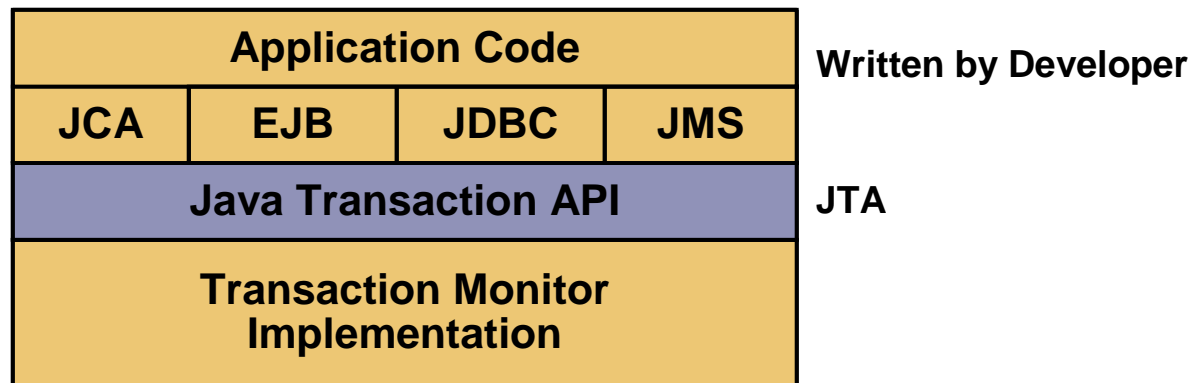 Application Code
Written by Developer
JCA EJB JDBC JMS
Java Transaction API
JTA
Transaction Monitor
Implementation